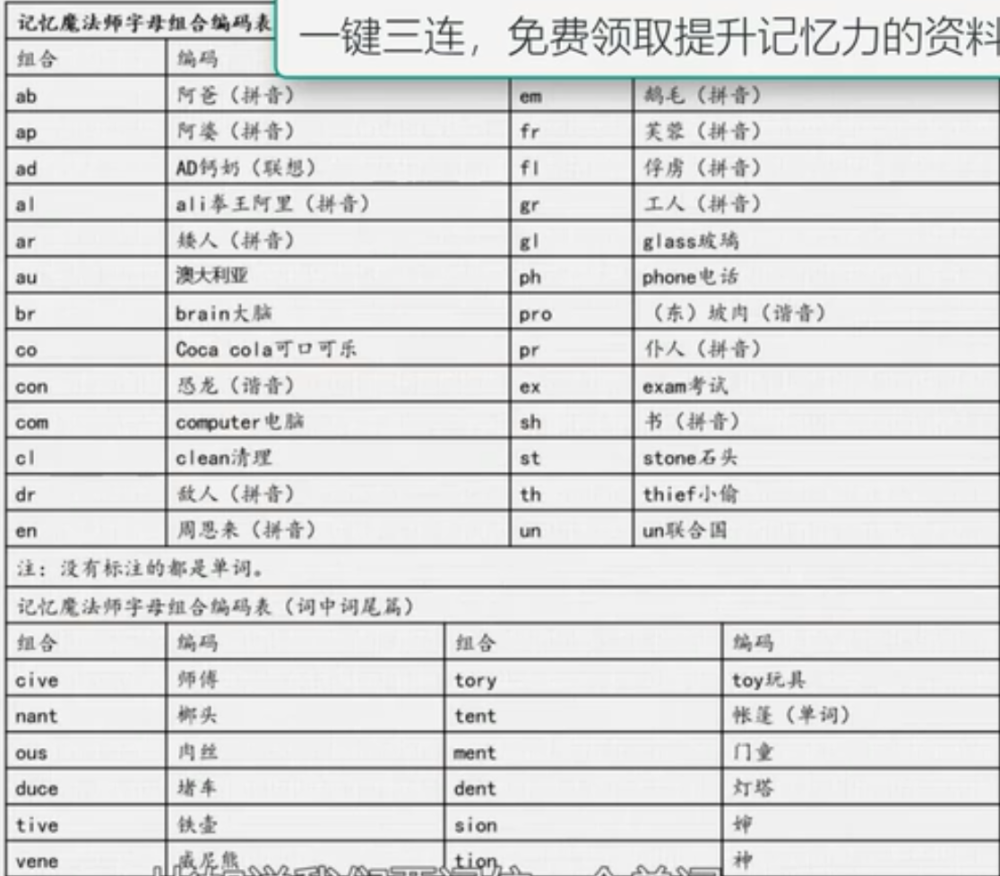 记忆魔法师字母组合编码表
一键三连，免费领取提升记忆力的资料
组合 编码
ab 阿爸（拼音） em 鹅毛（拼音）
ap 阿婆（拼音） fr 芙蓉（拼音）
ad AD钙奶（联想） fl 俘虏（拼音）
al ali拳王阿里（拼音） gr 工人（拼音）
ar 矮人（拼音） gl glass玻璃
au 澳大利亚 ph phone电话
br brain大脑 pro （东）坡肉（谐音）
co Coca cola可口可乐 pr 仆人（拼音）
con 恐龙（谐音） ex exam考试
com computer电脑 sh 书（拼音）
cl clean清理 st stone石头
dr 敌人（拼音） th thief小偷
en 周恩来（拼音） un un联合国
注：没有标注的都是单词。
记忆魔法师字母组合编码表（词中词尾篇）
组合 编码 组合 编码
cive 师傅 tory toy玩具
nant 榔头 tent 帐篷（单词）
ous 肉丝 ment 门童
duce 堵车 dent 灯塔
tive 铁壶 sion 婶
vene 威尼熊 tion 神